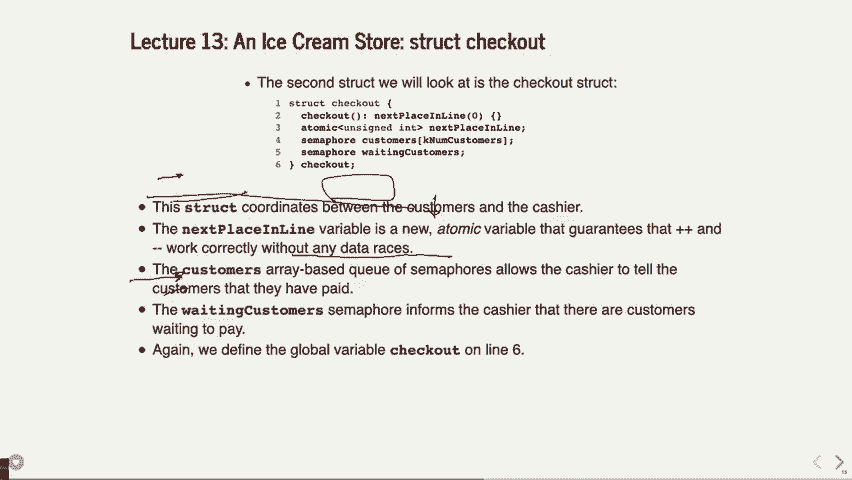 Lecture 13: An Ice Cream Store: struct checkout
• The second struct we will look at is the checkout struct:
1 struct checkout {
2 checkout(): nextPlaceInLine(0) {}
3 atomic<unsigned int> nextPlaceInLine;
4 semaphore customers[kNumCustomers];
5 semaphore waitingCustomers;
6 } checkout;
• This struct coordinates between the customers and the cashier.
• The nextPlaceInLine variable is a new, atomic variable that guarantees that ++ and
-- work correctly without any data races.
• The customers array-based queue of semaphores allows the cashier to tell the
customers that they have paid.
• The waitingCustomers semaphore informs the cashier that there are customers
waiting to pay.
• Again, we define the global variable checkout on line 6.
15